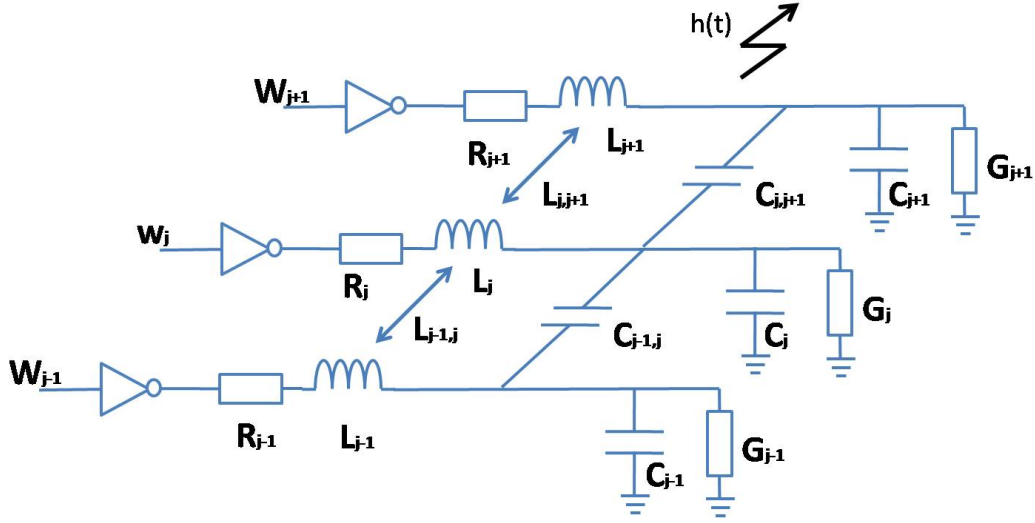 h(t)
Wj+1
Rj+1
Lj+1
Lj,j+1
Cj,j+1
Cj+1
Gj+1
wj
Rj
Lj
Lj-1,j
Cj-1,j
Cj
Gj
Wj-1
Rj-1
Lj-1
Cj-1
Gj-1